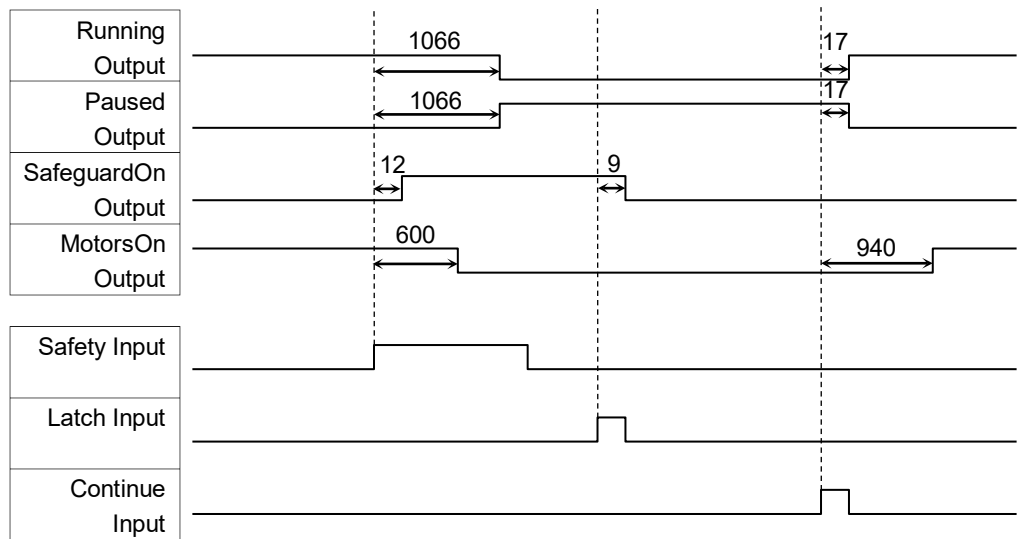 Running
Output
1066
17
Paused
Output
1066
17
SafeguardOn
Output
12
9
MotorsOn
Output
600
940
Safety Input
Latch Input
Continue
Input